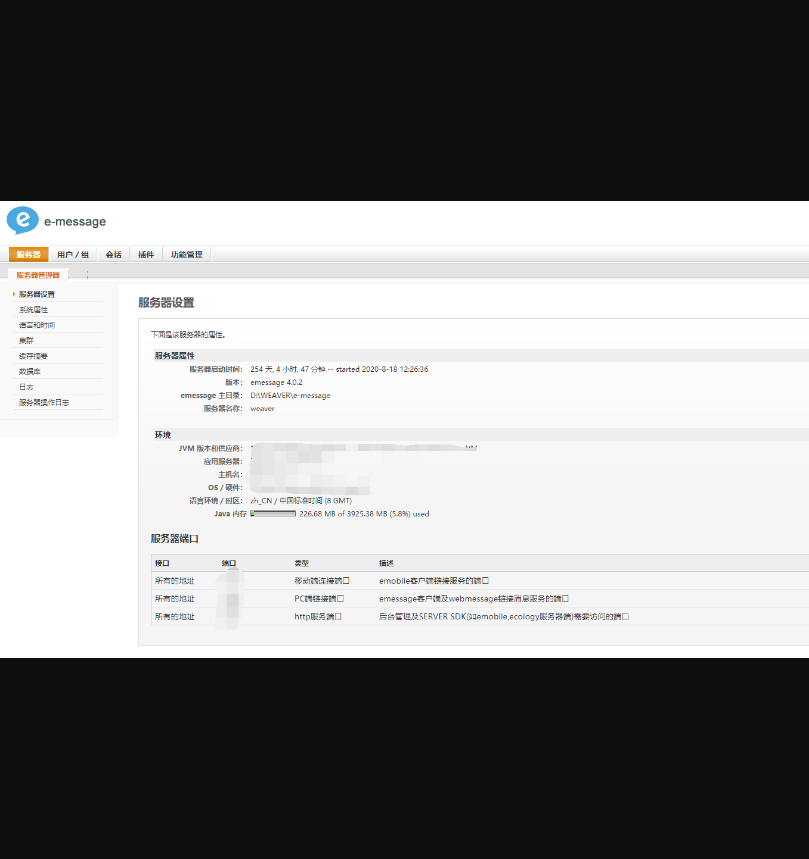 e-message
服务器 用户 / 组 会话 插件 功能管理
服务器管理器
服务器设置
系统属性
语言和时间
集群
缓存摘要
数据库
日志
服务器操作日志
服务器设置
下面是该服务器的属性。
服务器属性
服务器启动时间： 254 天, 4 小时, 47 分钟 -- started 2020-8-18 12:26:36
版本： emessage 4.0.2
emessage 主目录： D:\WEAVER\e-message
服务器名称： weaver
环境
JVM 版本和供应商：
应用服务器：
主机名：
OS / 硬件：
语言环境 / 时区： zh_CN / 中国标准时间 (8 GMT)
Java 内存 226.68 MB of 3925.38 MB (5.8%) used
服务器端口
接口 端口 类型 描述
所有的地址 移动端连接端口 emobile客户端链接服务的端口
所有的地址 PC端链接端口 emessage客户端及webmessage链接消息服务的端口
所有的地址 http服务端口 后台管理及SERVER SDK(如emobile,ecology服务器端)需要访问的端口